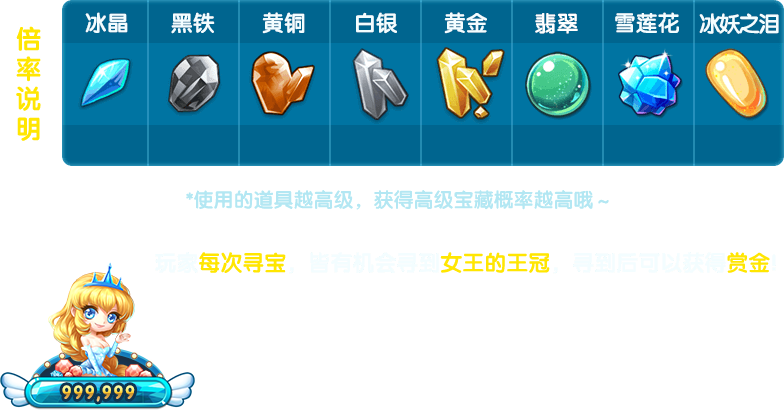 倍率说明
冰晶 黑铁 黄铜 白银 黄金 翡翠 雪莲花 冰妖之泪
*使用的道具越高级，获得高级宝藏概率越高哦~
玩家每次寻宝，皆有机会寻到女王的王冠，寻到后可以获得赏金
999,999